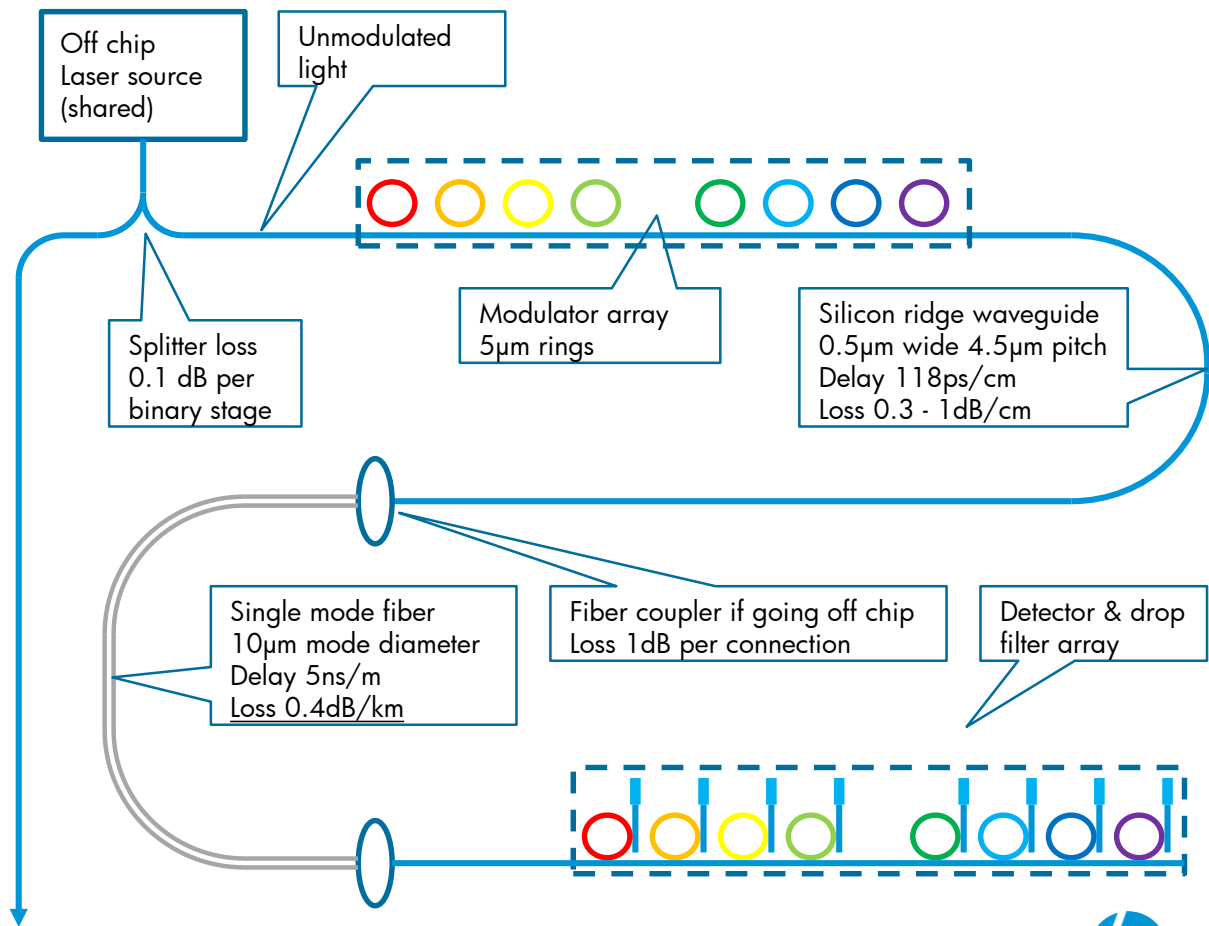 Off chip
Laser source
(shared)
Unmodulated
light
Splitter loss
0.1 dB per
binary stage
Modulator array
5µm rings
Silicon ridge waveguide
0.5µm wide 4.5µm pitch
Delay 118ps/cm
Loss 0.3 - 1dB/cm
Single mode fiber
10µm mode diameter
Delay 5ns/m
Loss 0.4dB/km
Fiber coupler if going off chip
Loss 1dB per connection
Detector & drop
filter array